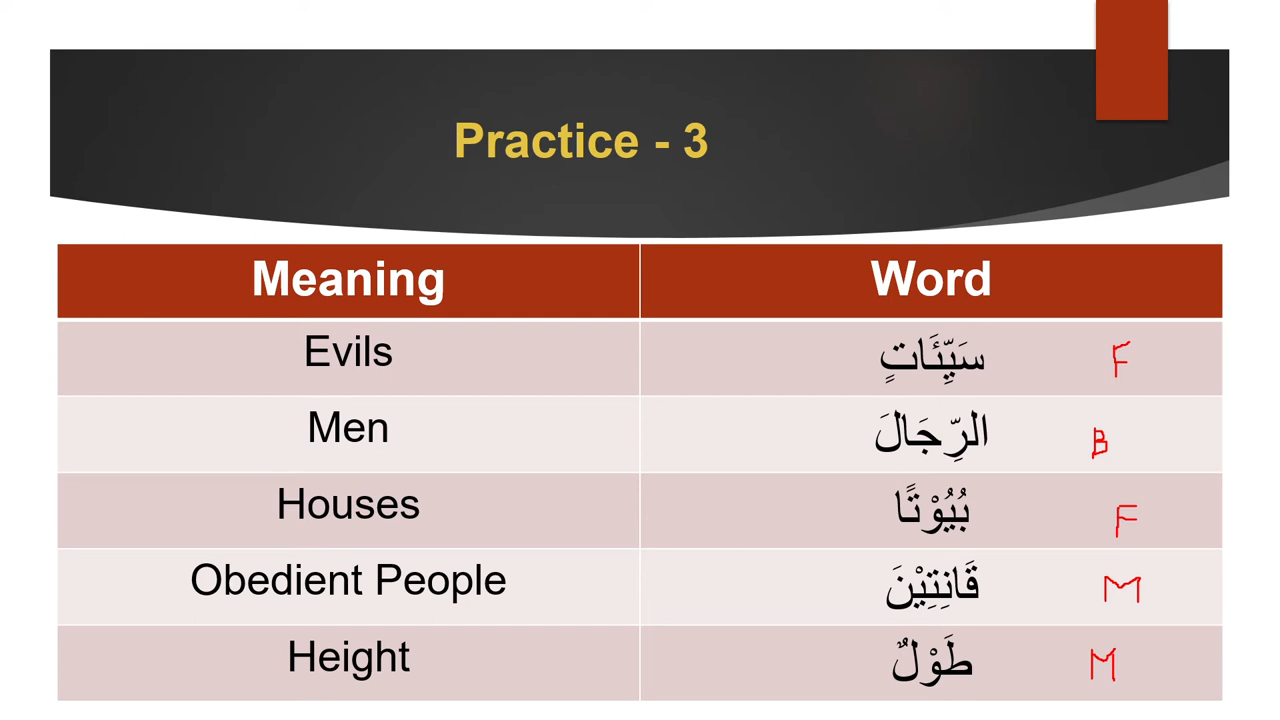 Practice - 3
Meaning Word
Evils سَيِّئَاتٍ F
Men الرِّجَالَ B
Houses بُيُوْتًا F
Obedient People قَانِتِيْنَ M
Height طَوْلٌ M